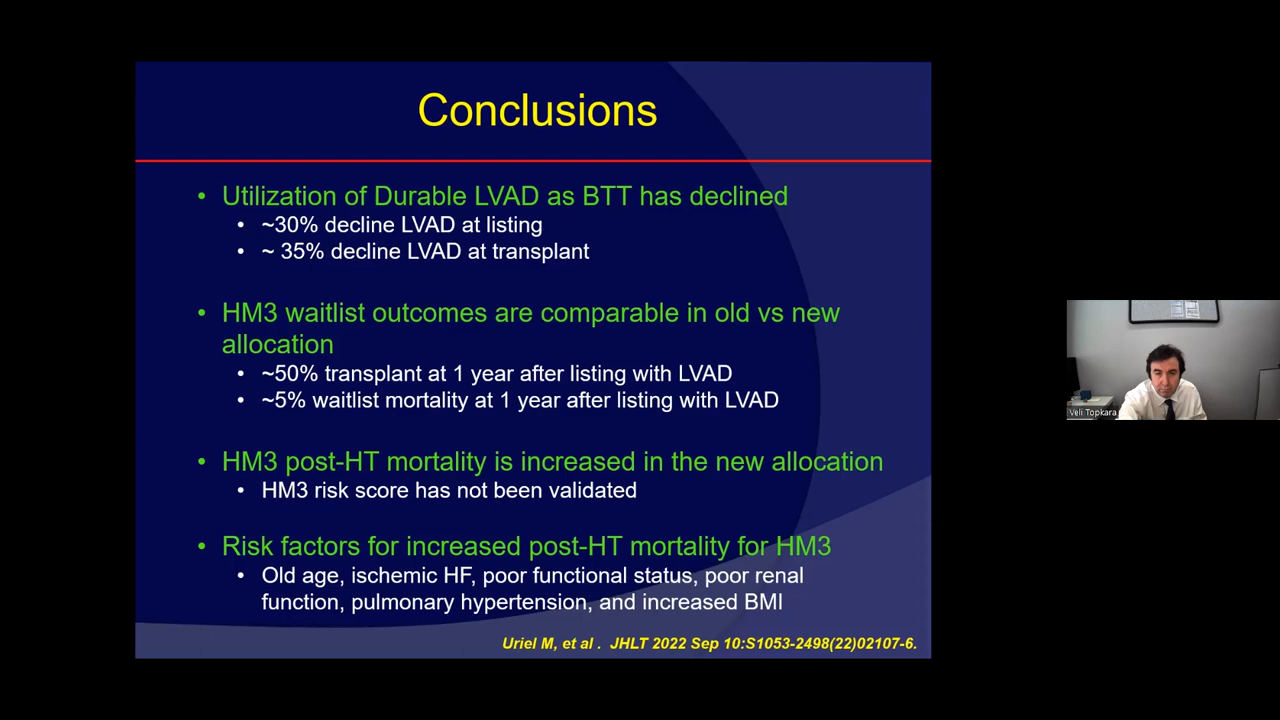 Conclusions
• Utilization of Durable LVAD as BTT has declined
• ~30% decline LVAD at listing
• ~ 35% decline LVAD at transplant
• HM3 waitlist outcomes are comparable in old vs new
allocation
• ~50% transplant at 1 year after listing with LVAD
• ~5% waitlist mortality at 1 year after listing with LVAD
• HM3 post-HT mortality is increased in the new allocation
• HM3 risk score has not been validated
• Risk factors for increased post-HT mortality for HM3
• Old age, ischemic HF, poor functional status, poor renal
function, pulmonary hypertension, and increased BMI
Uriel M, et al . JHLT 2022 Sep 10:S1053-2498(22)02107-6.
Veli Topkara